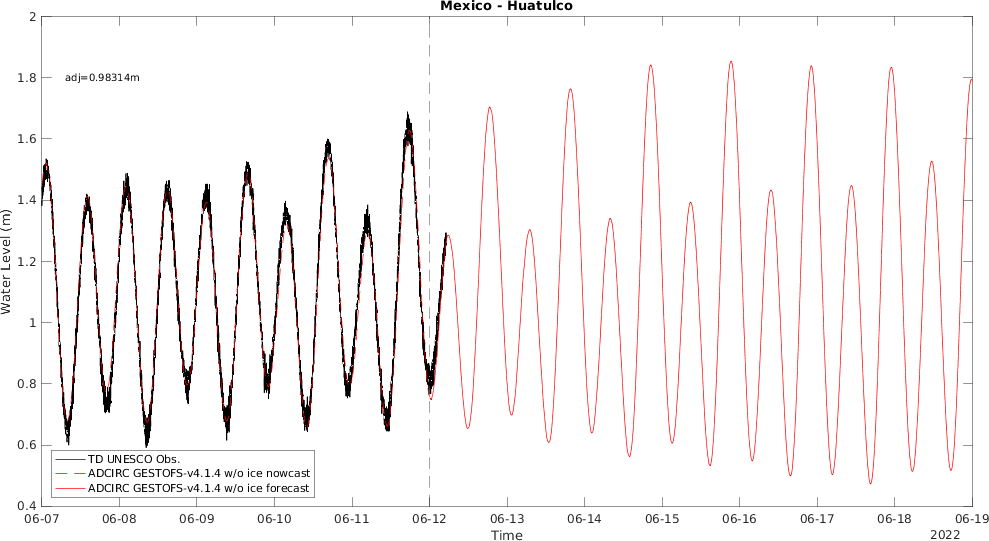 Mexico - Huatulco
2
1.8
1.6
1.4
1.2
1
0.8
0.6
0.4
Water Level (m)
adj=0.98314m
TD UNESCO Obs.
ADCIRC GESTOFS-v4.1.4 w/o ice nowcast
ADCIRC GESTOFS-v4.1.4 w/o ice forecast
06-07 06-08 06-09 06-10 06-11 06-12 06-13 06-14 06-15 06-16 06-17 06-18 06-19
Time
2022